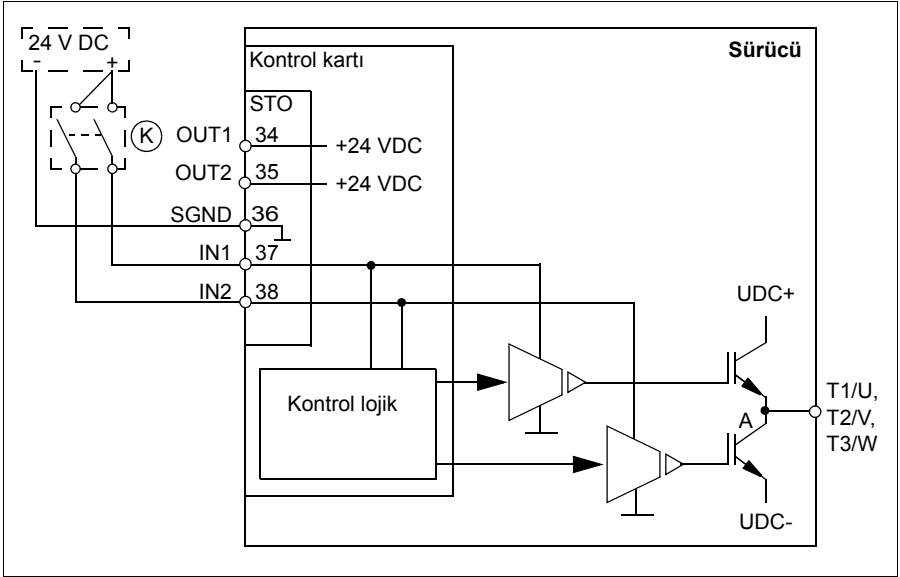 24 V DC
- +
K
Sürücü
Kontrol kartı
STO
OUT1 34 +24 VDC
OUT2 35 +24 VDC
SGND 36
IN1 37
IN2 38
Kontrol lojik
UDC+
A
T1/U,
T2/V,
T3/W
UDC-